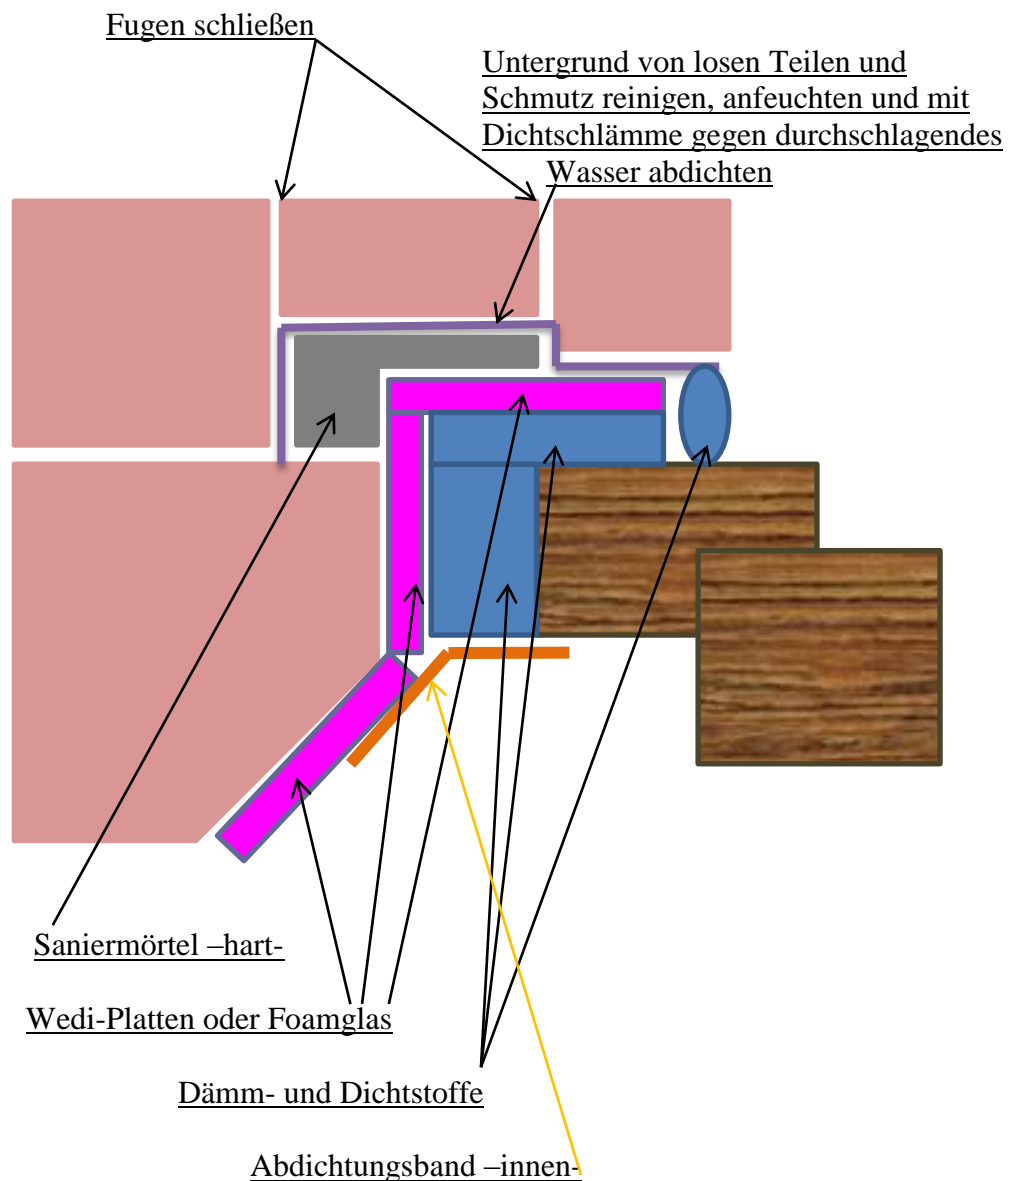 Fugen schließen
Untergrund von losen Teilen und
Schmutz reinigen, anfeuchten und mit
Dichtschlämme gegen durchschlagendes
Wasser abdichten
Saniermörtel –hart-
Wedi-Platten oder Foamglas
Dämm- und Dichtstoffe
Abdichtungsband –innen-